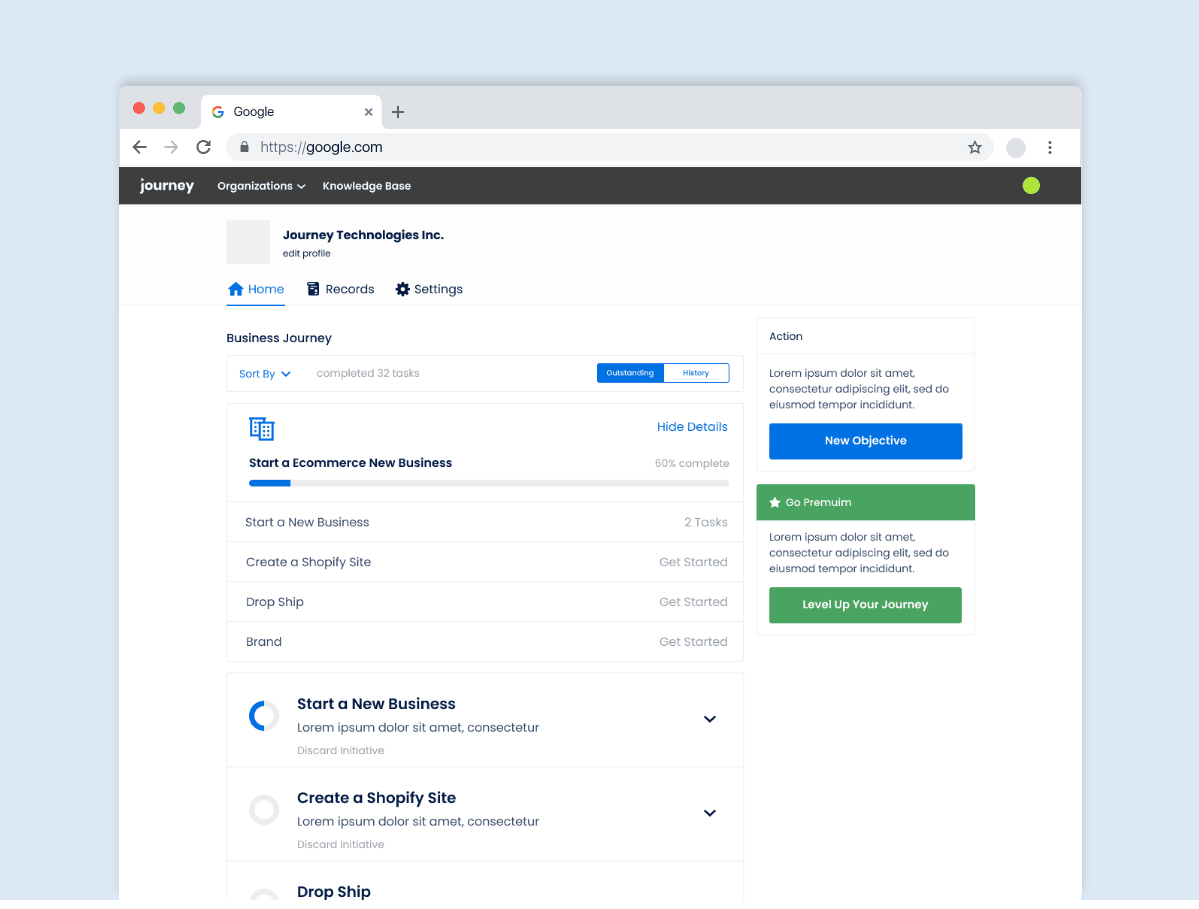 Google
https://google.com
journey Organizations Knowledge Base
Journey Technologies Inc.
edit profile
Home Records Settings
Business Journey
Sort By completed 32 tasks Outstanding History
Hide Details
Start a Ecommerce New Business 60% complete
Start a New Business 2 Tasks
Create a Shopify Site Get Started
Drop Ship Get Started
Brand Get Started
Start a New Business
Lorem ipsum dolor sit amet, consectetur
Discard Initiative
Create a Shopify Site
Lorem ipsum dolor sit amet, consectetur
Discard Initiative
Drop Ship
Action
Lorem ipsum dolor sit amet,
consectetur adipiscing elit, sed do
eiusmod tempor incididunt.
New Objective
Go Premuim
Lorem ipsum dolor sit amet,
consectetur adipiscing elit, sed do
eiusmod tempor incididunt.
Level Up Your Journey